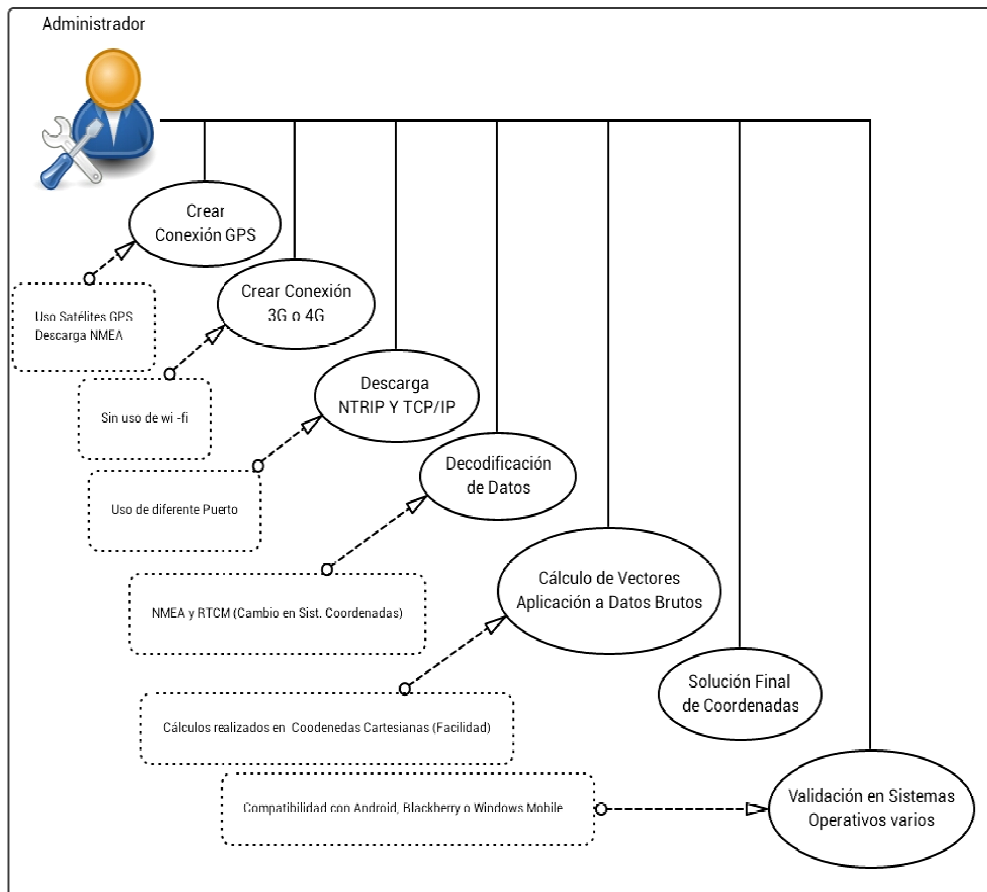 Administrador
Crear
Conexión GPS
Uso Satélites GPS
Descarga NMEA
Crear Conexión
3G o 4G
Sin uso de wi -fi
Descarga
NTRIP Y TCP/IP
Uso de diferente Puerto
Decodificación
de Datos
NMEA y RTCM (Cambio en Sist. Coordenadas)
Cálculo de Vectores
Aplicación a Datos Brutos
Cálculos realizados en Coodenedas Cartesianas (Facilidad)
Solución Final
de Coordenadas
Compatibilidad con Android, Blackberry o Windows Mobile
Validación en Sistemas
Operativos varios